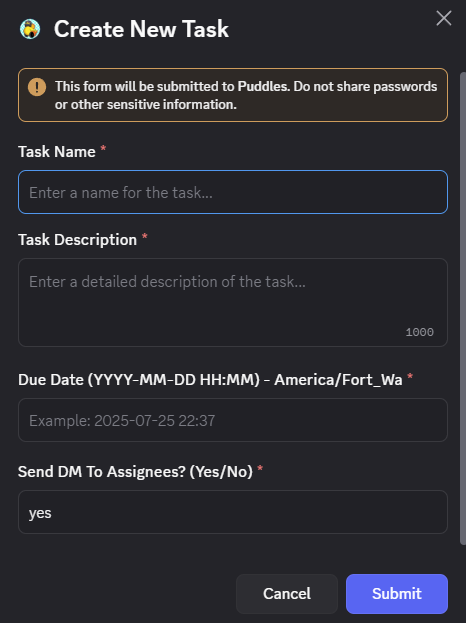 Create New Task
This form will be submitted to Puddles. Do not share passwords
or other sensitive information.
Task Name *
Enter a name for the task...
Task Description *
Enter a detailed description of the task...
1000
Due Date (YYYY-MM-DD HH:MM) - America/Fort_Wa *
Example: 2025-07-25 22:37
Send DM To Assignees? (Yes/No) *
yes
Cancel Submit